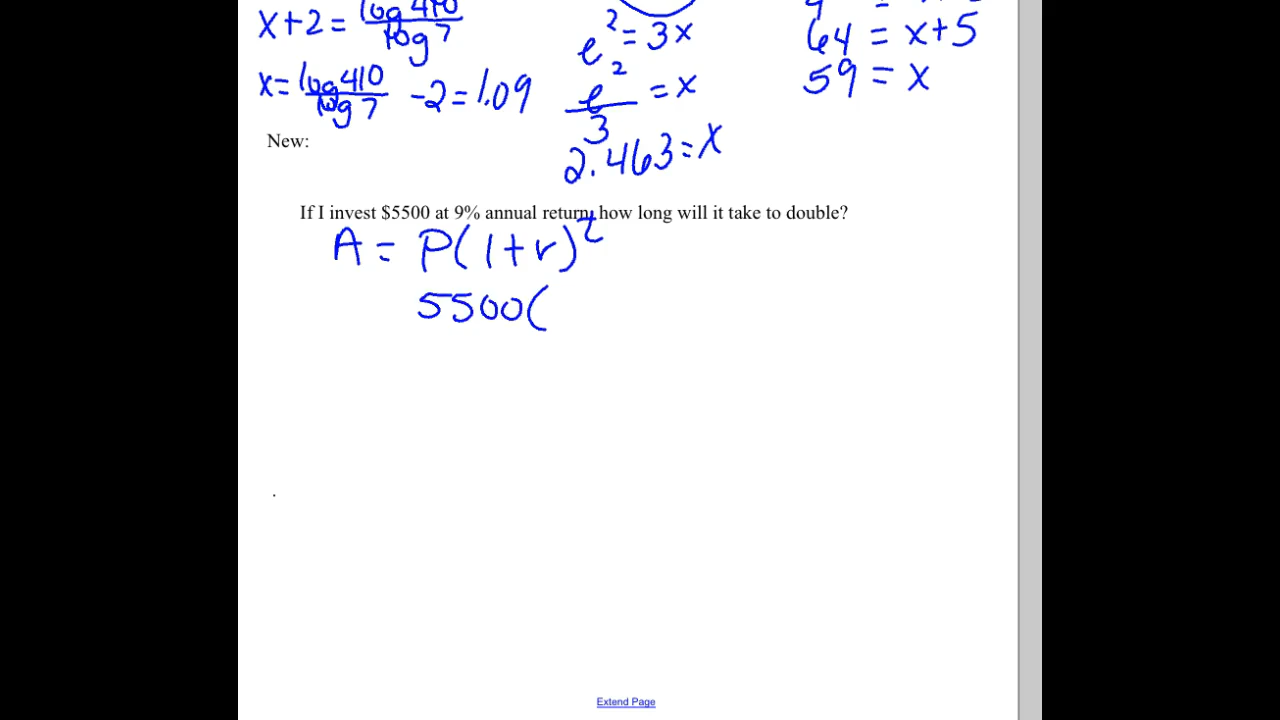 x+2 = log 410 / log 7
x = log 410 / log 7 -2 = 1.09
e² = 3x
e² / 3 = x
2.463 = x
64 = x+5
59 = x
New:
If I invest $5500 at 9% annual return, how long will it take to double?
A = P(1+r)^t
5500(
Extend Page